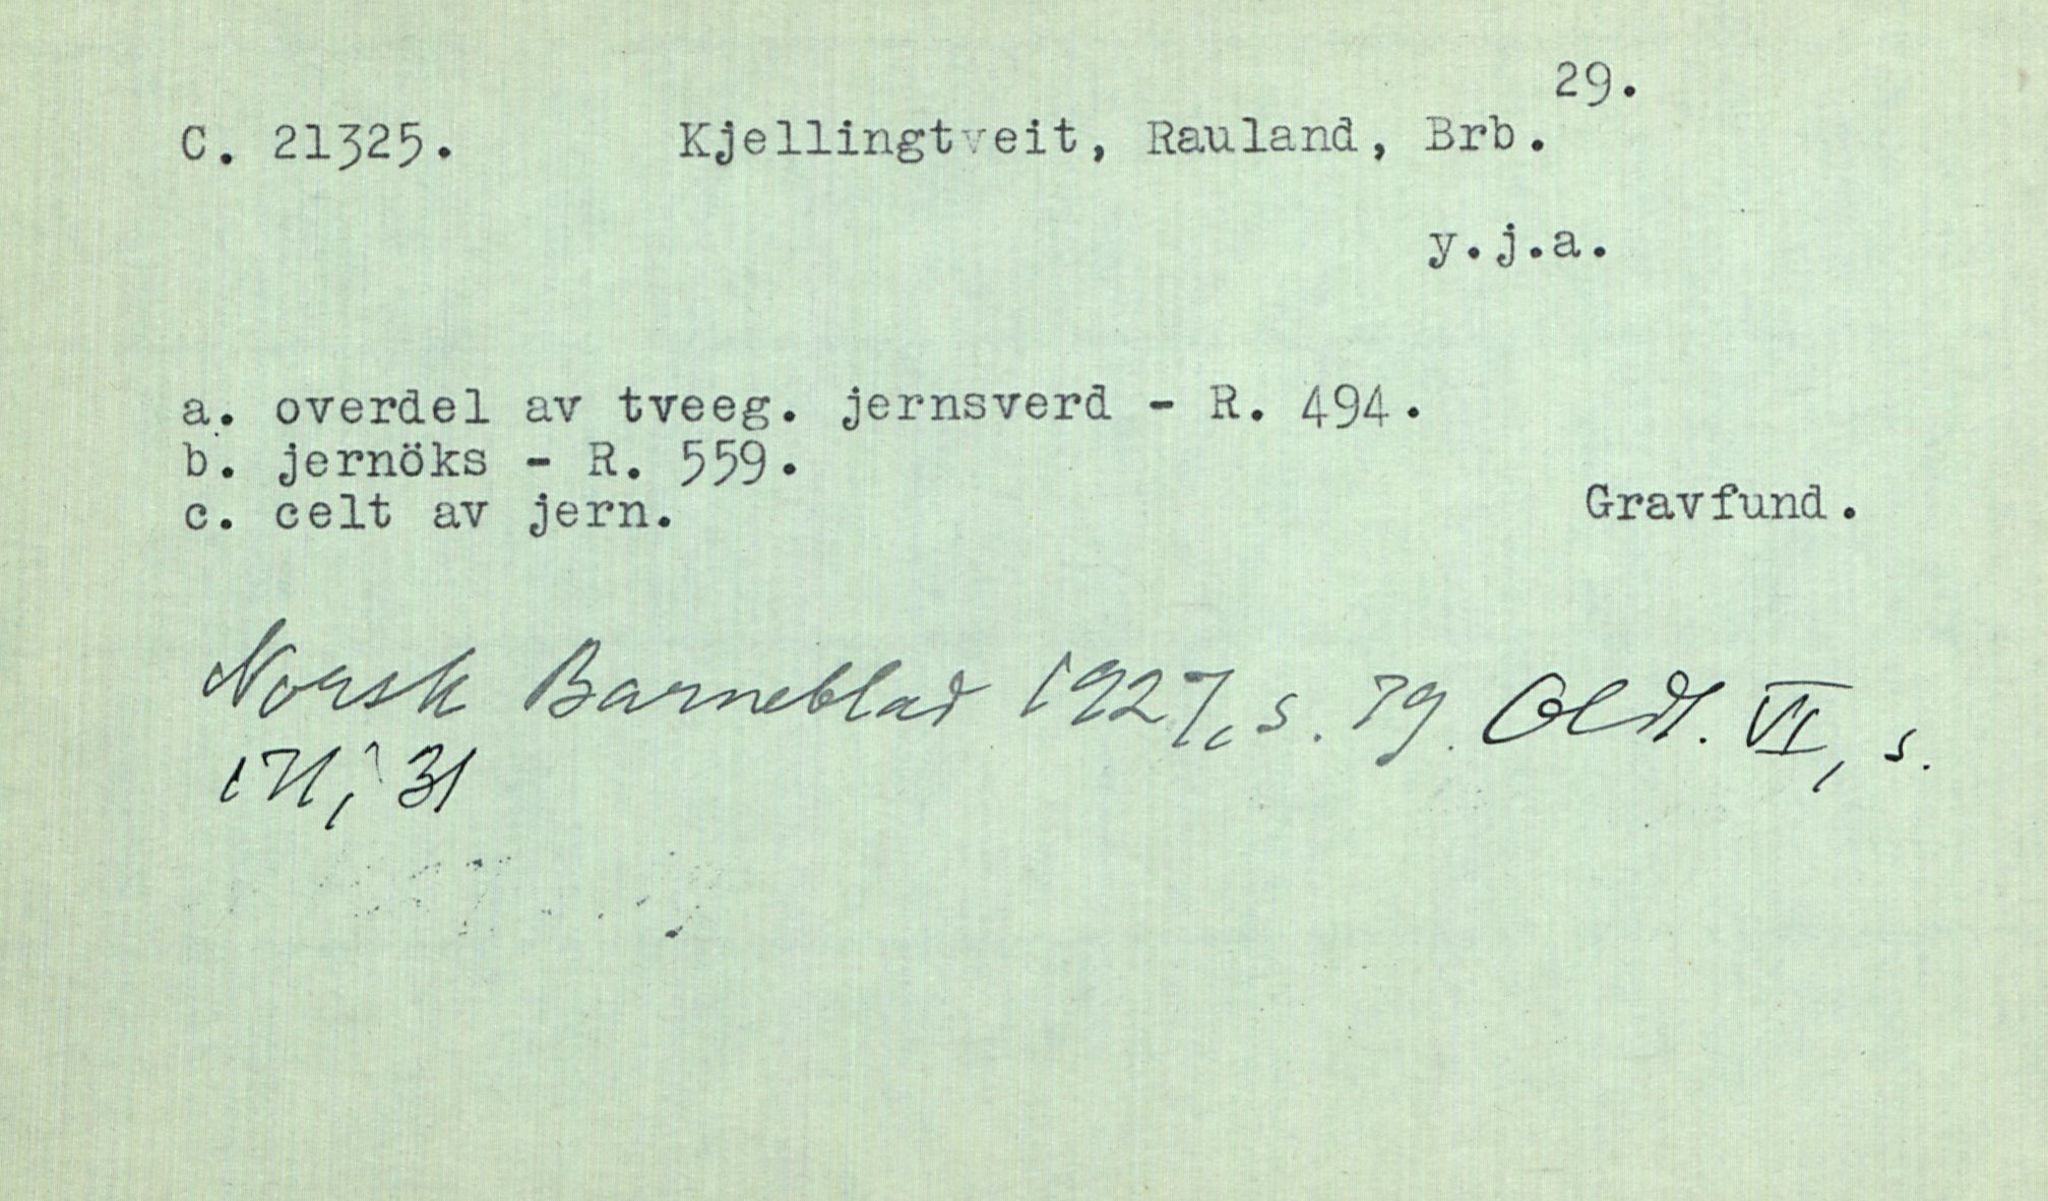 29.
C. 21325. Kjellingtveit, Rauland, Brb.
y.j.a.
a. overdel av tveeg. jernsverd - R. 494.
b. jernöks - R. 559.
c. celt av jern.
Gravfund.
Norsk Barneblad 1927, s. 79. Oldt. VI, s.
171, 31